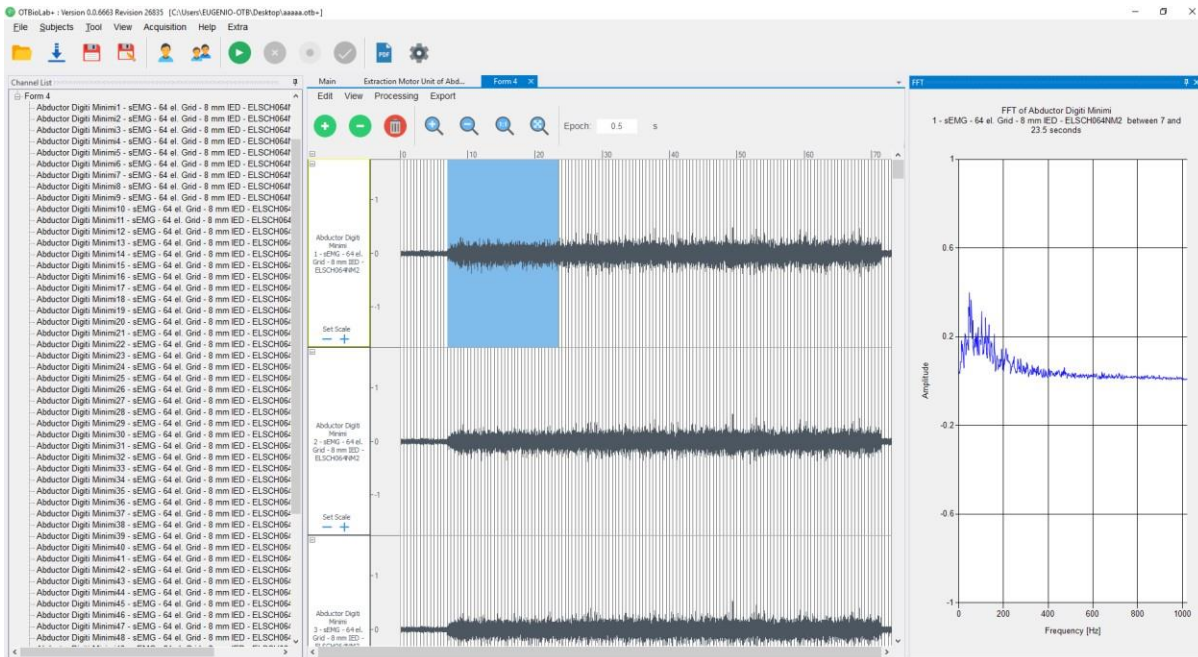 OTBioLab+ : Version 0.0.6663 Revision 26835 [C:\Users\EUGENIO-OTB\Desktop\aaaaa.otb+]
File Subjects Tool View Acquisition Help Extra
PDF
Channel List
Form 4
Abductor Digiti Minimi1 - sEMG - 64 el. Grid - 8 mm IED - ELSCH064
Abductor Digiti Minimi2 - sEMG - 64 el. Grid - 8 mm IED - ELSCH064
Abductor Digiti Minimi3 - sEMG - 64 el. Grid - 8 mm IED - ELSCH064
Abductor Digiti Minimi4 - sEMG - 64 el. Grid - 8 mm IED - ELSCH064
Abductor Digiti Minimi5 - sEMG - 64 el. Grid - 8 mm IED - ELSCH064
Abductor Digiti Minimi6 - sEMG - 64 el. Grid - 8 mm IED - ELSCH064
Abductor Digiti Minimi7 - sEMG - 64 el. Grid - 8 mm IED - ELSCH064
Abductor Digiti Minimi8 - sEMG - 64 el. Grid - 8 mm IED - ELSCH064
Abductor Digiti Minimi9 - sEMG - 64 el. Grid - 8 mm IED - ELSCH064
Abductor Digiti Minimi10 - sEMG - 64 el. Grid - 8 mm IED - ELSCH064
Abductor Digiti Minimi11 - sEMG - 64 el. Grid - 8 mm IED - ELSCH064
Abductor Digiti Minimi12 - sEMG - 64 el. Grid - 8 mm IED - ELSCH064
Abductor Digiti Minimi13 - sEMG - 64 el. Grid - 8 mm IED - ELSCH064
Abductor Digiti Minimi14 - sEMG - 64 el. Grid - 8 mm IED - ELSCH064
Abductor Digiti Minimi15 - sEMG - 64 el. Grid - 8 mm IED - ELSCH064
Abductor Digiti Minimi16 - sEMG - 64 el. Grid - 8 mm IED - ELSCH064
Abductor Digiti Minimi17 - sEMG - 64 el. Grid - 8 mm IED - ELSCH064
Abductor Digiti Minimi18 - sEMG - 64 el. Grid - 8 mm IED - ELSCH064
Abductor Digiti Minimi19 - sEMG - 64 el. Grid - 8 mm IED - ELSCH064
Abductor Digiti Minimi20 - sEMG - 64 el. Grid - 8 mm IED - ELSCH064
Abductor Digiti Minimi21 - sEMG - 64 el. Grid - 8 mm IED - ELSCH064
Abductor Digiti Minimi22 - sEMG - 64 el. Grid - 8 mm IED - ELSCH064
Abductor Digiti Minimi23 - sEMG - 64 el. Grid - 8 mm IED - ELSCH064
Abductor Digiti Minimi24 - sEMG - 64 el. Grid - 8 mm IED - ELSCH064
Abductor Digiti Minimi25 - sEMG - 64 el. Grid - 8 mm IED - ELSCH064
Abductor Digiti Minimi26 - sEMG - 64 el. Grid - 8 mm IED - ELSCH064
Abductor Digiti Minimi27 - sEMG - 64 el. Grid - 8 mm IED - ELSCH064
Abductor Digiti Minimi28 - sEMG - 64 el. Grid - 8 mm IED - ELSCH064
Abductor Digiti Minimi29 - sEMG - 64 el. Grid - 8 mm IED - ELSCH064
Abductor Digiti Minimi30 - sEMG - 64 el. Grid - 8 mm IED - ELSCH064
Abductor Digiti Minimi31 - sEMG - 64 el. Grid - 8 mm IED - ELSCH064
Abductor Digiti Minimi32 - sEMG - 64 el. Grid - 8 mm IED - ELSCH064
Abductor Digiti Minimi33 - sEMG - 64 el. Grid - 8 mm IED - ELSCH064
Abductor Digiti Minimi34 - sEMG - 64 el. Grid - 8 mm IED - ELSCH064
Abductor Digiti Minimi35 - sEMG - 64 el. Grid - 8 mm IED - ELSCH064
Abductor Digiti Minimi36 - sEMG - 64 el. Grid - 8 mm IED - ELSCH064
Abductor Digiti Minimi37 - sEMG - 64 el. Grid - 8 mm IED - ELSCH064
Abductor Digiti Minimi38 - sEMG - 64 el. Grid - 8 mm IED - ELSCH064
Abductor Digiti Minimi39 - sEMG - 64 el. Grid - 8 mm IED - ELSCH064
Abductor Digiti Minimi40 - sEMG - 64 el. Grid - 8 mm IED - ELSCH064
Abductor Digiti Minimi41 - sEMG - 64 el. Grid - 8 mm IED - ELSCH064
Abductor Digiti Minimi42 - sEMG - 64 el. Grid - 8 mm IED - ELSCH064
Abductor Digiti Minimi43 - sEMG - 64 el. Grid - 8 mm IED - ELSCH064
Abductor Digiti Minimi44 - sEMG - 64 el. Grid - 8 mm IED - ELSCH064
Abductor Digiti Minimi45 - sEMG - 64 el. Grid - 8 mm IED - ELSCH064
Abductor Digiti Minimi46 - sEMG - 64 el. Grid - 8 mm IED - ELSCH064
Abductor Digiti Minimi47 - sEMG - 64 el. Grid - 8 mm IED - ELSCH064
Abductor Digiti Minimi48 - sEMG - 64 el. Grid - 8 mm IED - ELSCH064
Main Extraction Motor Unit of Abd... Form 4 X
Edit View Processing Export
Epoch: 0.5 s
0 10 20 30 40 50 60 70
Abductor Digiti
Minimi
1 - sEMG - 64 el.
Grid - 8 mm IED -
ELSCH064NM2
Set Scale
1
0
-1
Abductor Digiti
Minimi
2 - sEMG - 64 el.
Grid - 8 mm IED -
ELSCH064NM2
Set Scale
1
0
-1
Abductor Digiti
Minimi
3 - sEMG - 64 el.
Grid - 8 mm IED -
1
0
FFT
FFT of Abductor Digiti Minimi
1 - sEMG - 64 el. Grid - 8 mm IED - ELSCH064NM2 between 7 and
23.5 seconds
1
0.6
0.2
-0.2
-0.6
-1
Amplitude
0 200 400 600 800 1000
Frequency [Hz]